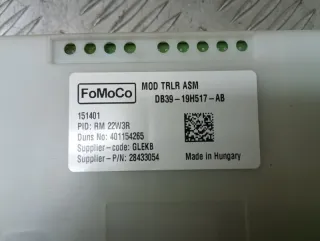 FoMoCo
MOD TRLR ASM
DB39-19H517-AB
151401
PID: RM 22W3R
Duns No: 401154265
Supplier-code: GLEKB
Supplier-P/N: 28433054
Made in Hungary